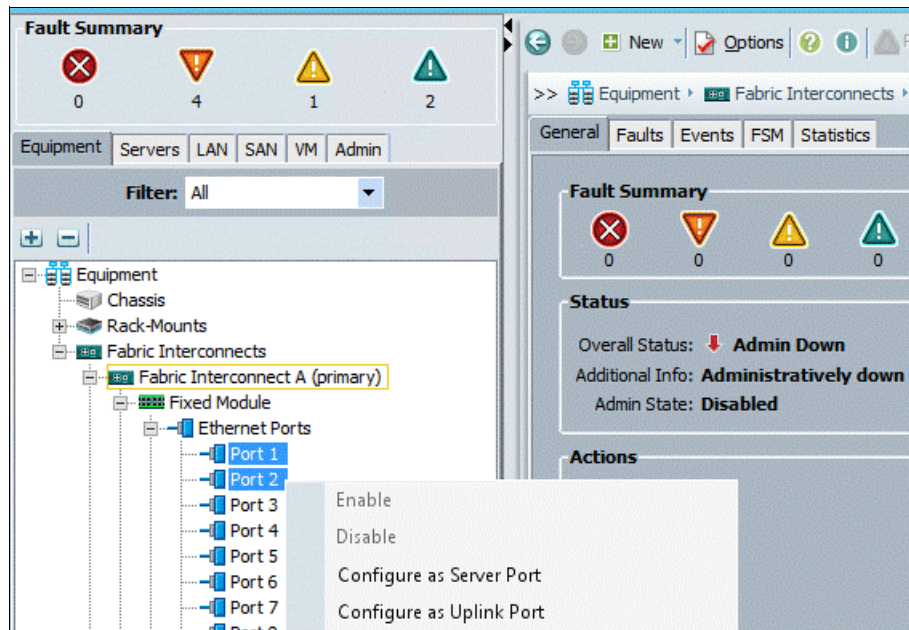 Fault Summary
0 4 1 2
Equipment Servers LAN SAN VM Admin
Filter: All
Equipment
Chassis
Rack-Mounts
Fabric Interconnects
Fabric Interconnect A (primary)
Fixed Module
Ethernet Ports
Port 1
Port 2
Port 3
Port 4
Port 5
Port 6
Port 7
Enable
Disable
Configure as Server Port
Configure as Uplink Port
New Options
>> Equipment Fabric Interconnects
General Faults Events FSM Statistics
Fault Summary
0 0 0 0
Status
Overall Status: Admin Down
Additional Info: Administratively down
Admin State: Disabled
Actions